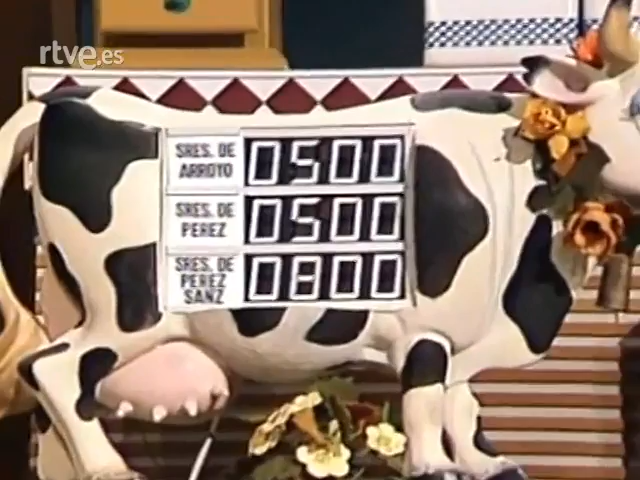 rtve.es
SRES. DE
ARROYO
0500
SRES. DE
PEREZ
0500
SRES. DE
PEREZ
SANZ
0800